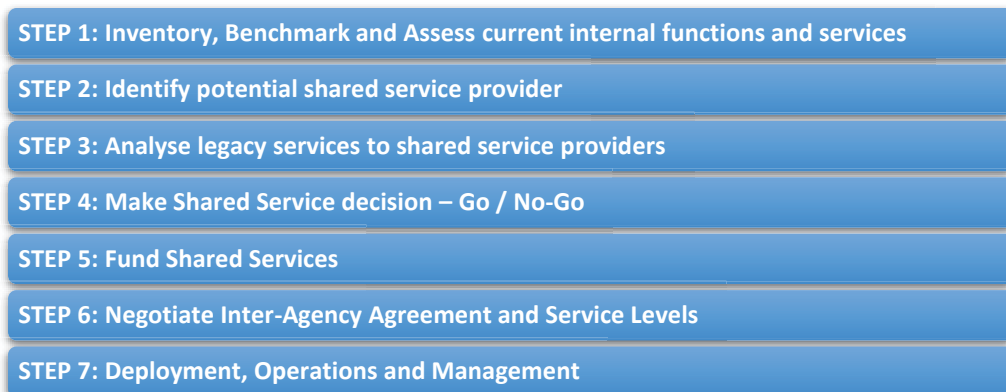 STEP 1: Inventory, Benchmark and Assess current internal functions and services
STEP 2: Identify potential shared service provider
STEP 3: Analyse legacy services to shared service providers
STEP 4: Make Shared Service decision – Go / No-Go
STEP 5: Fund Shared Services
STEP 6: Negotiate Inter-Agency Agreement and Service Levels
STEP 7: Deployment, Operations and Management